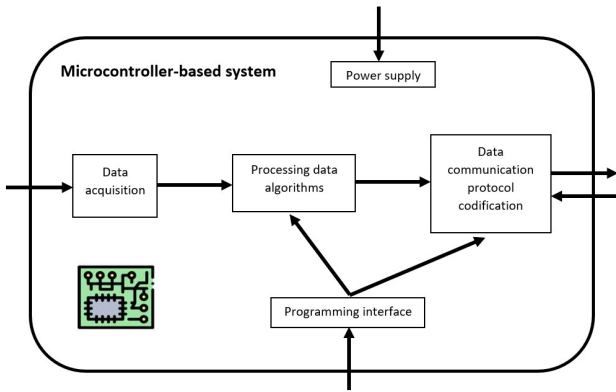 Microcontroller-based system
Power supply
Data
acquisition
Processing data
algorithms
Data
communication
protocol
codification
Programming interface